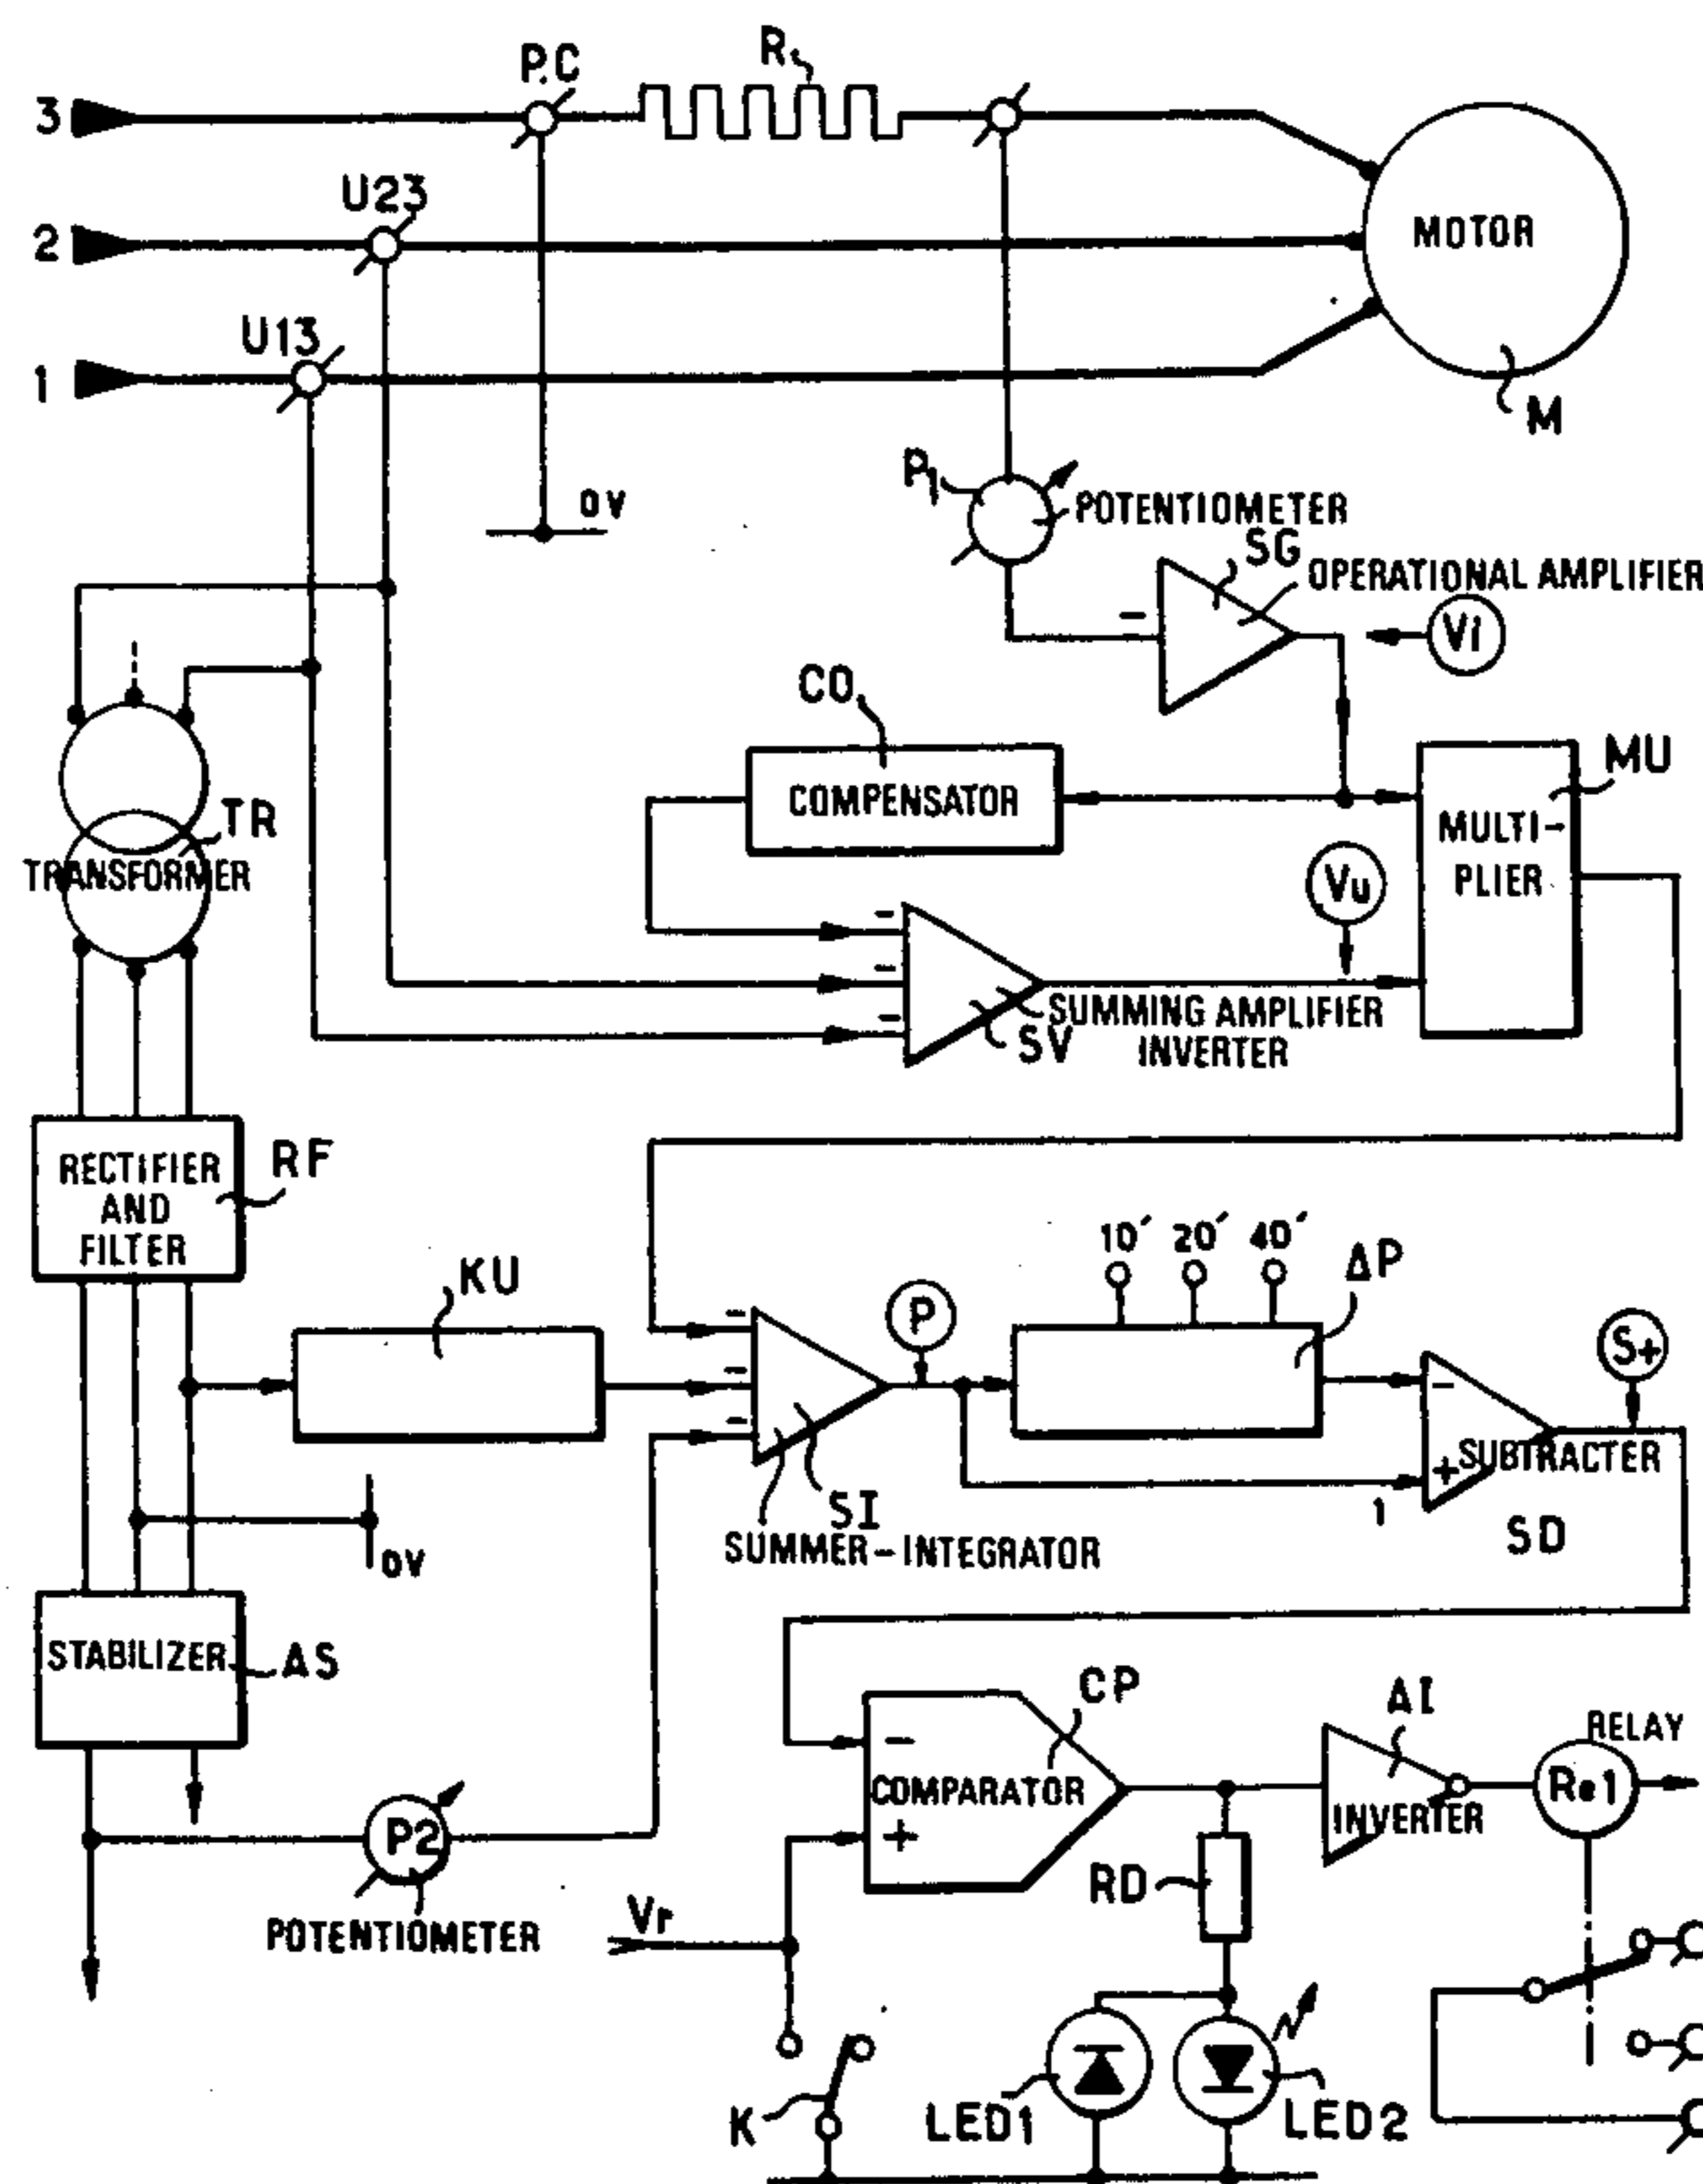 P.C
R1
3
U23
2
MOTOR
U13
1
M
0V
P1
POTENTIOMETER
SG
OPERATIONAL AMPLIFIER
Vi
CO
COMPENSATOR
MU
MULTI-
PLIER
TR
TRANSFORMER
Vu
-
-
-
-
SUMMING AMPLIFIER
SV
INVERTER
RECTIFIER
AND
FILTER
RF
KU
10′ 20′ 40′
ΔP
P
S+
-
-
-
-
+
SUBTRACTER
1
SD
SI
SUMMER-INTEGRATOR
0V
STABILIZER
AS
CP
AI
RELAY
-
COMPARATOR
+
INVERTER
Re1
P2
POTENTIOMETER
RD
Vr
K
LED1
LED2